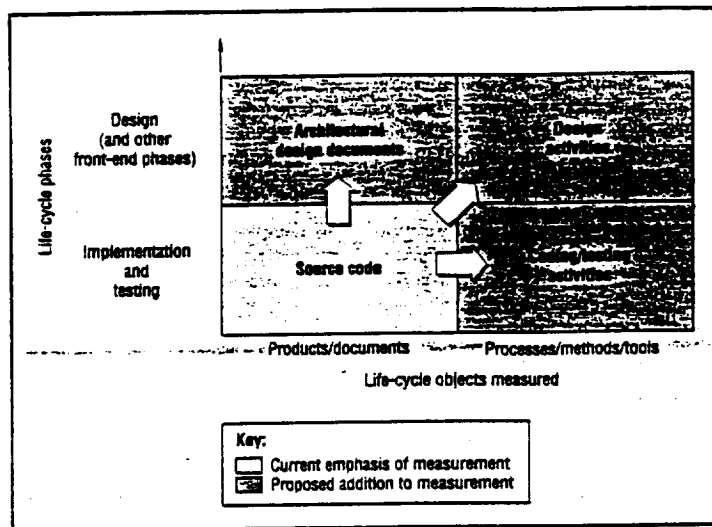 Life-cycle phases
Design
(and other
front-end phases)
Architectural
design documents
Design
activities
Implementation
and
testing
Source code
Coding/testing
activities
Products/documents
Processes/methods/tools
Life-cycle objects measured
Key:
Current emphasis of measurement
Proposed addition to measurement